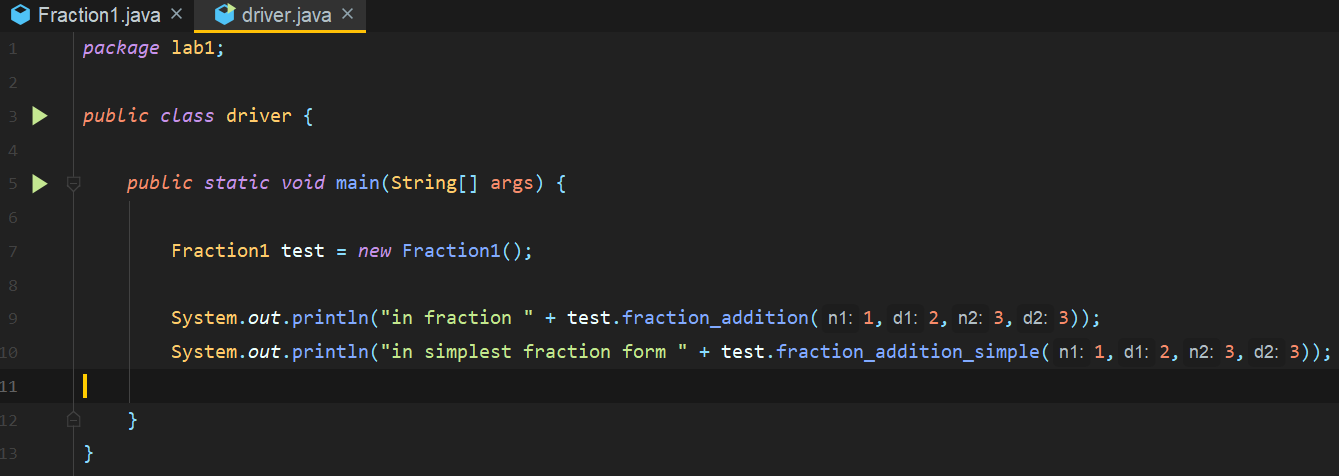 Fraction1.java × driver.java ×
1 package lab1;
2
3 public class driver {
4
5 public static void main(String[] args) {
6
7 Fraction1 test = new Fraction1();
8
9 System.out.println("in fraction " + test.fraction_addition( n1: 1, d1: 2, n2: 3, d2: 3));
10 System.out.println("in simplest fraction form " + test.fraction_addition_simple( n1: 1, d1: 2, n2: 3, d2: 3));
11
12 }
13 }